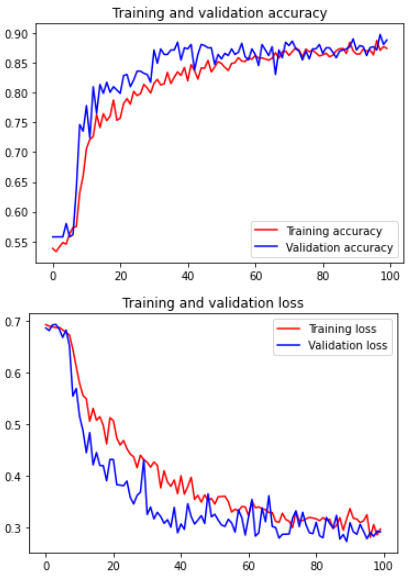 Training and validation accuracy
0.90
0.85
0.80
0.75
0.70
0.65
0.60
0.55
Training accuracy
Validation accuracy
0 20 40 60 80 100
Training and validation loss
0.7
Training loss
Validation loss
0.6
0.5
0.4
0.3
0 20 40 60 80 100